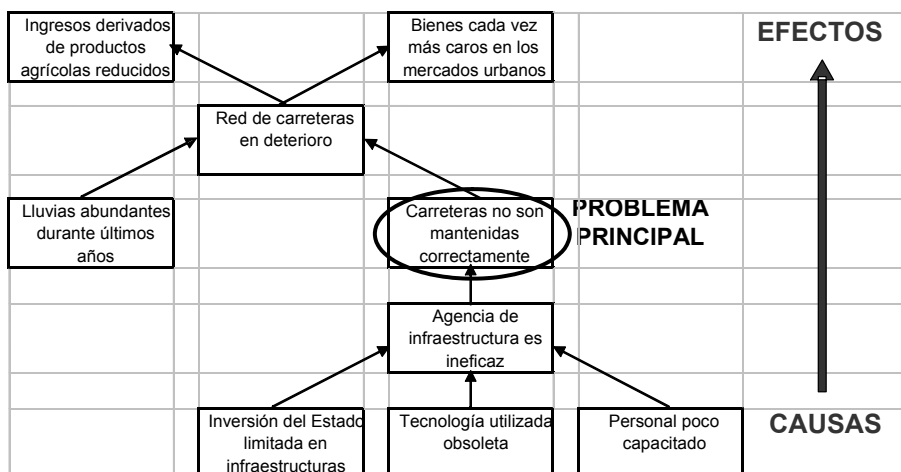 Ingresos derivados
de productos
agrícolas reducidos
Bienes cada vez
más caros en los
mercados urbanos
EFECTOS
Red de carreteras
en deterioro
Lluvias abundantes
durante últimos
años
Carreteras no son
mantenidas
correctamente
PROBLEMA
PRINCIPAL
Agencia de
infraestructura es
ineficaz
Inversión del Estado
limitada en
infraestructuras
Tecnología utilizada
obsoleta
Personal poco
capacitado
CAUSAS